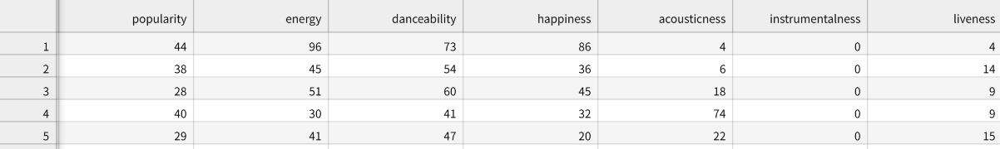 popularity energy danceability happiness acousticness instrumentalness liveness
1 44 96 73 86 4 0 4
2 38 45 54 36 6 0 14
3 28 51 60 45 18 0 9
4 40 30 41 32 74 0 9
5 29 41 47 20 22 0 15